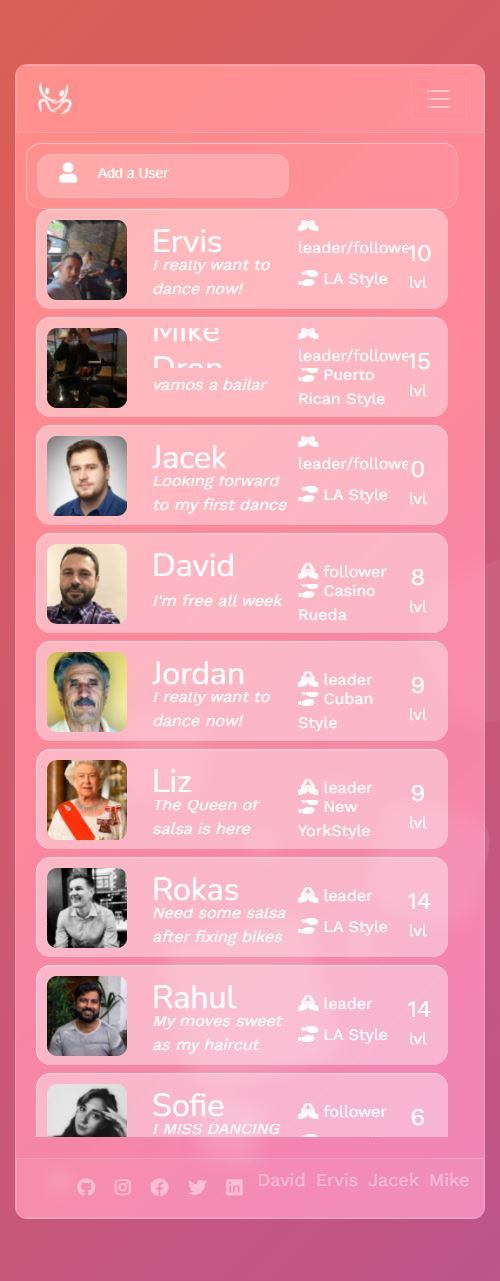 Add a User
Ervis
I really want to
dance now!
leader/followe
LA Style
10
lvl
Mike
Drop
vamos a bailar
leader/followe
Puerto
Rican Style
15
lvl
Jacek
Looking forward
to my first dance
leader/followe
LA Style
0
lvl
David
I'm free all week
follower
Casino
Rueda
8
lvl
Jordan
I really want to
dance now!
leader
Cuban
Style
9
lvl
Liz
The Queen of
salsa is here
leader
New
YorkStyle
9
lvl
Rokas
Need some salsa
after fixing bikes
leader
LA Style
14
lvl
Rahul
My moves sweet
as my haircut
leader
LA Style
14
lvl
Sofie
I MISS DANCING
follower
6
David Ervis Jacek Mike